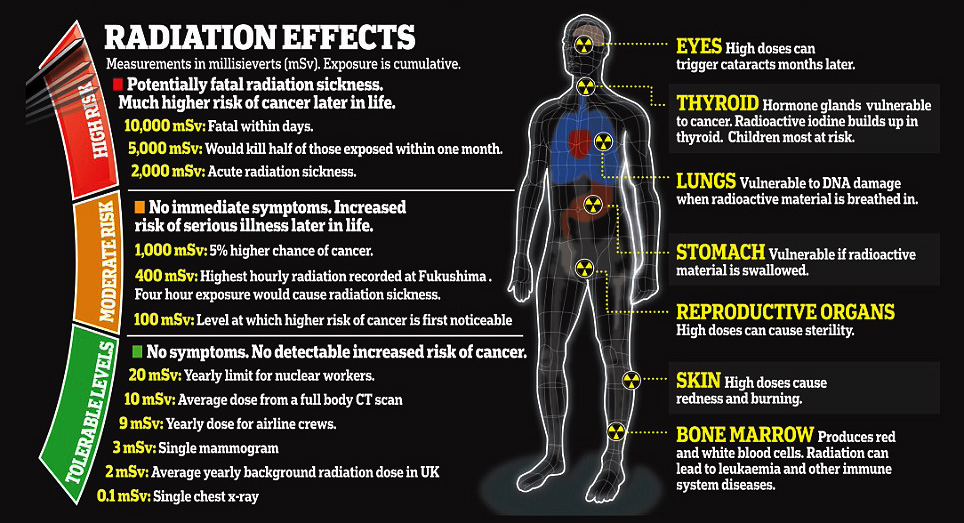 RADIATION EFFECTS
Measurements in millisieverts (mSv). Exposure is cumulative.
HIGH RISK
Potentially fatal radiation sickness.
Much higher risk of cancer later in life.
10,000 mSv: Fatal within days.
5,000 mSv: Would kill half of those exposed within one month.
2,000 mSv: Acute radiation sickness.
MODERATE RISK
No immediate symptoms. Increased
risk of serious illness later in life.
1,000 mSv: 5% higher chance of cancer.
400 mSv: Highest hourly radiation recorded at Fukushima .
Four hour exposure would cause radiation sickness.
100 mSv: Level at which higher risk of cancer is first noticeable
TOLERABLE LEVELS
No symptoms. No detectable increased risk of cancer.
20 mSv: Yearly limit for nuclear workers.
10 mSv: Average dose from a full body CT scan
9 mSv: Yearly dose for airline crews.
3 mSv: Single mammogram
2 mSv: Average yearly background radiation dose in UK
0.1 mSv: Single chest x-ray
EYES High doses can
trigger cataracts months later.
THYROID Hormone glands vulnerable
to cancer. Radioactive iodine builds up in
thyroid. Children most at risk.
LUNGS Vulnerable to DNA damage
when radioactive material is breathed in.
STOMACH Vulnerable if radioactive
material is swallowed.
REPRODUCTIVE ORGANS
High doses can cause sterility.
SKIN High doses cause
redness and burning.
BONE MARROW Produces red
and white blood cells. Radiation can
lead to leukaemia and other immune
system diseases.